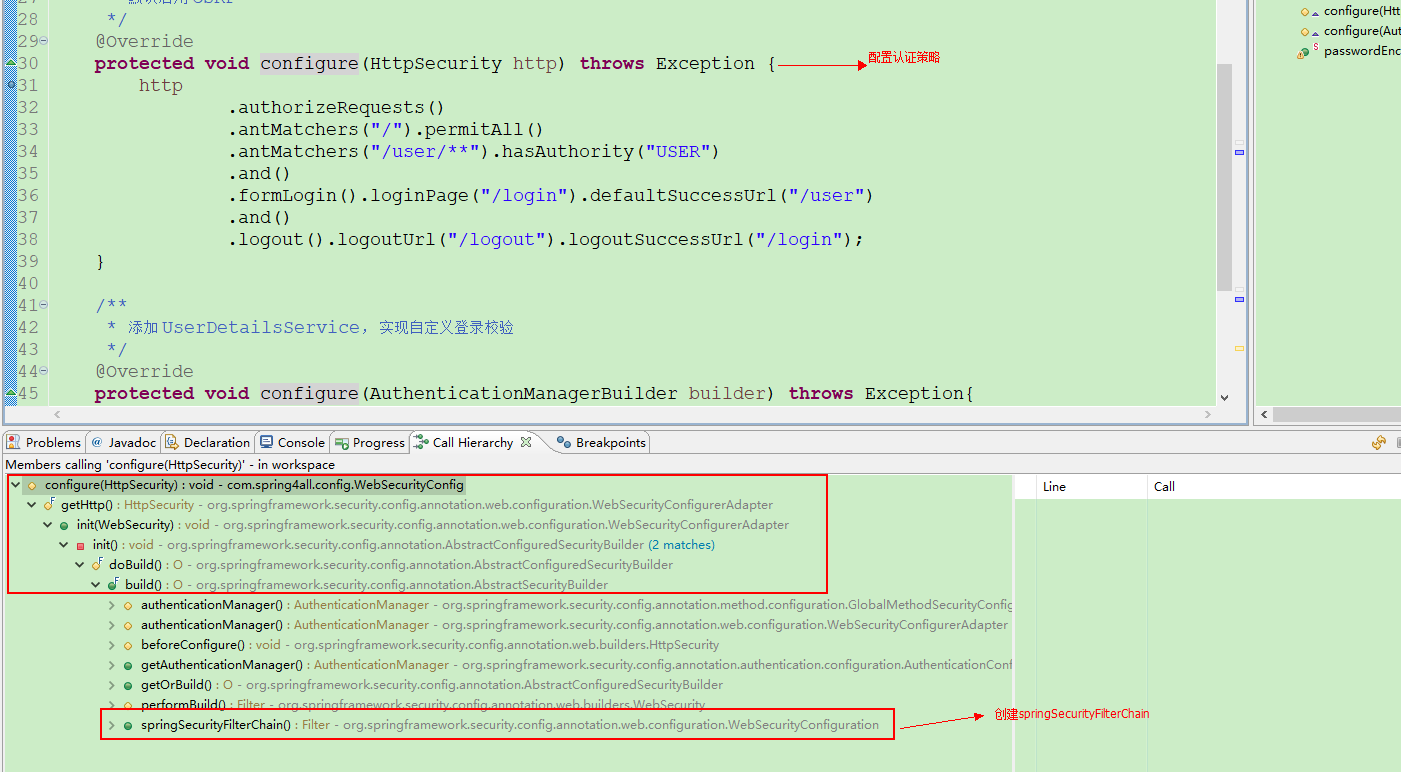 28 */
29 @Override
30 protected void configure(HttpSecurity http) throws Exception { 配置认证策略
31 http
32 .authorizeRequests()
33 .antMatchers("/").permitAll()
34 .antMatchers("/user/**").hasAuthority("USER")
35 .and()
36 .formLogin().loginPage("/login").defaultSuccessUrl("/user")
37 .and()
38 .logout().logoutUrl("/logout").logoutSuccessUrl("/login");
39 }
40
41 /**
42 * 添加 UserDetailsService, 实现自定义登录校验
43 */
44 @Override
45 protected void configure(AuthenticationManagerBuilder builder) throws Exception{
configure(Htt
configure(Aut
passwordEnc
Problems @ Javadoc Declaration Console Progress Call Hierarchy Breakpoints
Members calling 'configure(HttpSecurity)' - in workspace
configure(HttpSecurity) : void - com.spring4all.config.WebSecurityConfig
getHttp() : HttpSecurity - org.springframework.security.config.annotation.web.configuration.WebSecurityConfigurerAdapter
init(WebSecurity) : void - org.springframework.security.config.annotation.web.configuration.WebSecurityConfigurerAdapter
init() : void - org.springframework.security.config.annotation.AbstractConfiguredSecurityBuilder (2 matches)
doBuild() : O - org.springframework.security.config.annotation.AbstractConfiguredSecurityBuilder
build() : O - org.springframework.security.config.annotation.AbstractSecurityBuilder
authenticationManager() : AuthenticationManager - org.springframework.security.config.annotation.method.configuration.GlobalMethodSecurityConfig
authenticationManager() : AuthenticationManager - org.springframework.security.config.annotation.web.configuration.WebSecurityConfigurerAdapter
beforeConfigure() : void - org.springframework.security.config.annotation.web.builders.HttpSecurity
getAuthenticationManager() : AuthenticationManager - org.springframework.security.config.annotation.authentication.configuration.AuthenticationConf
getOrBuild() : O - org.springframework.security.config.annotation.AbstractConfiguredSecurityBuilder
performBuild() : Filter - org.springframework.security.config.annotation.web.builders.WebSecurity
springSecurityFilterChain() : Filter - org.springframework.security.config.annotation.web.configuration.WebSecurityConfiguration
创建springSecurityFilterChain
Line Call